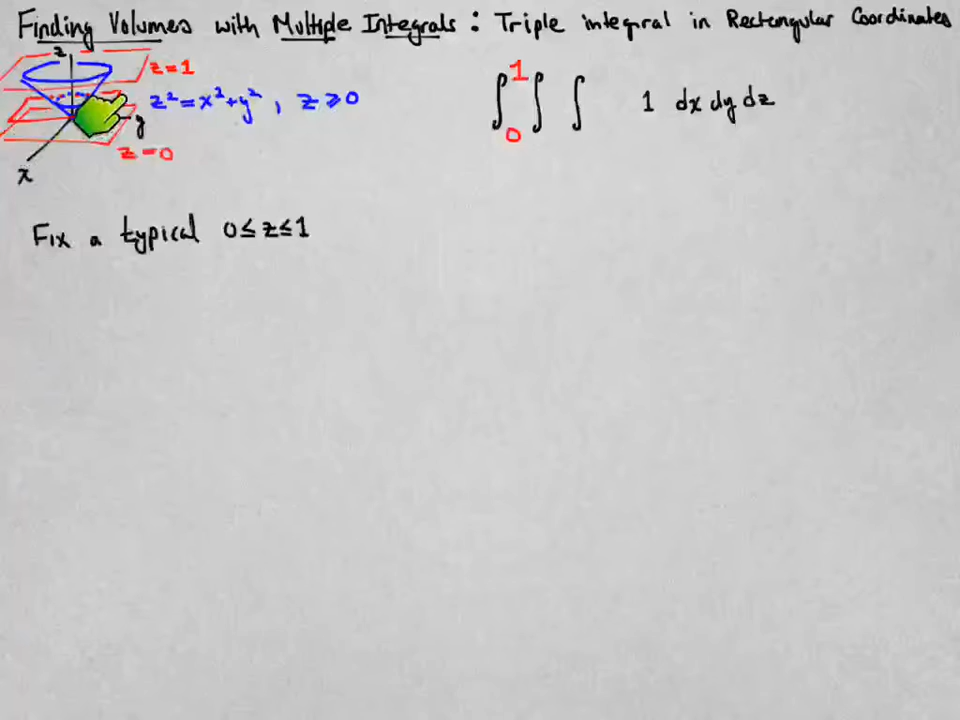 Finding Volumes with Multiple Integrals : Triple integral in Rectangular Coordinates
z
z=1
z² = x²+y² , z ≥ 0
y
z=0
x
∫₀¹ ∫ ∫ 1 dx dy dz
Fix a typical 0 ≤ z ≤ 1